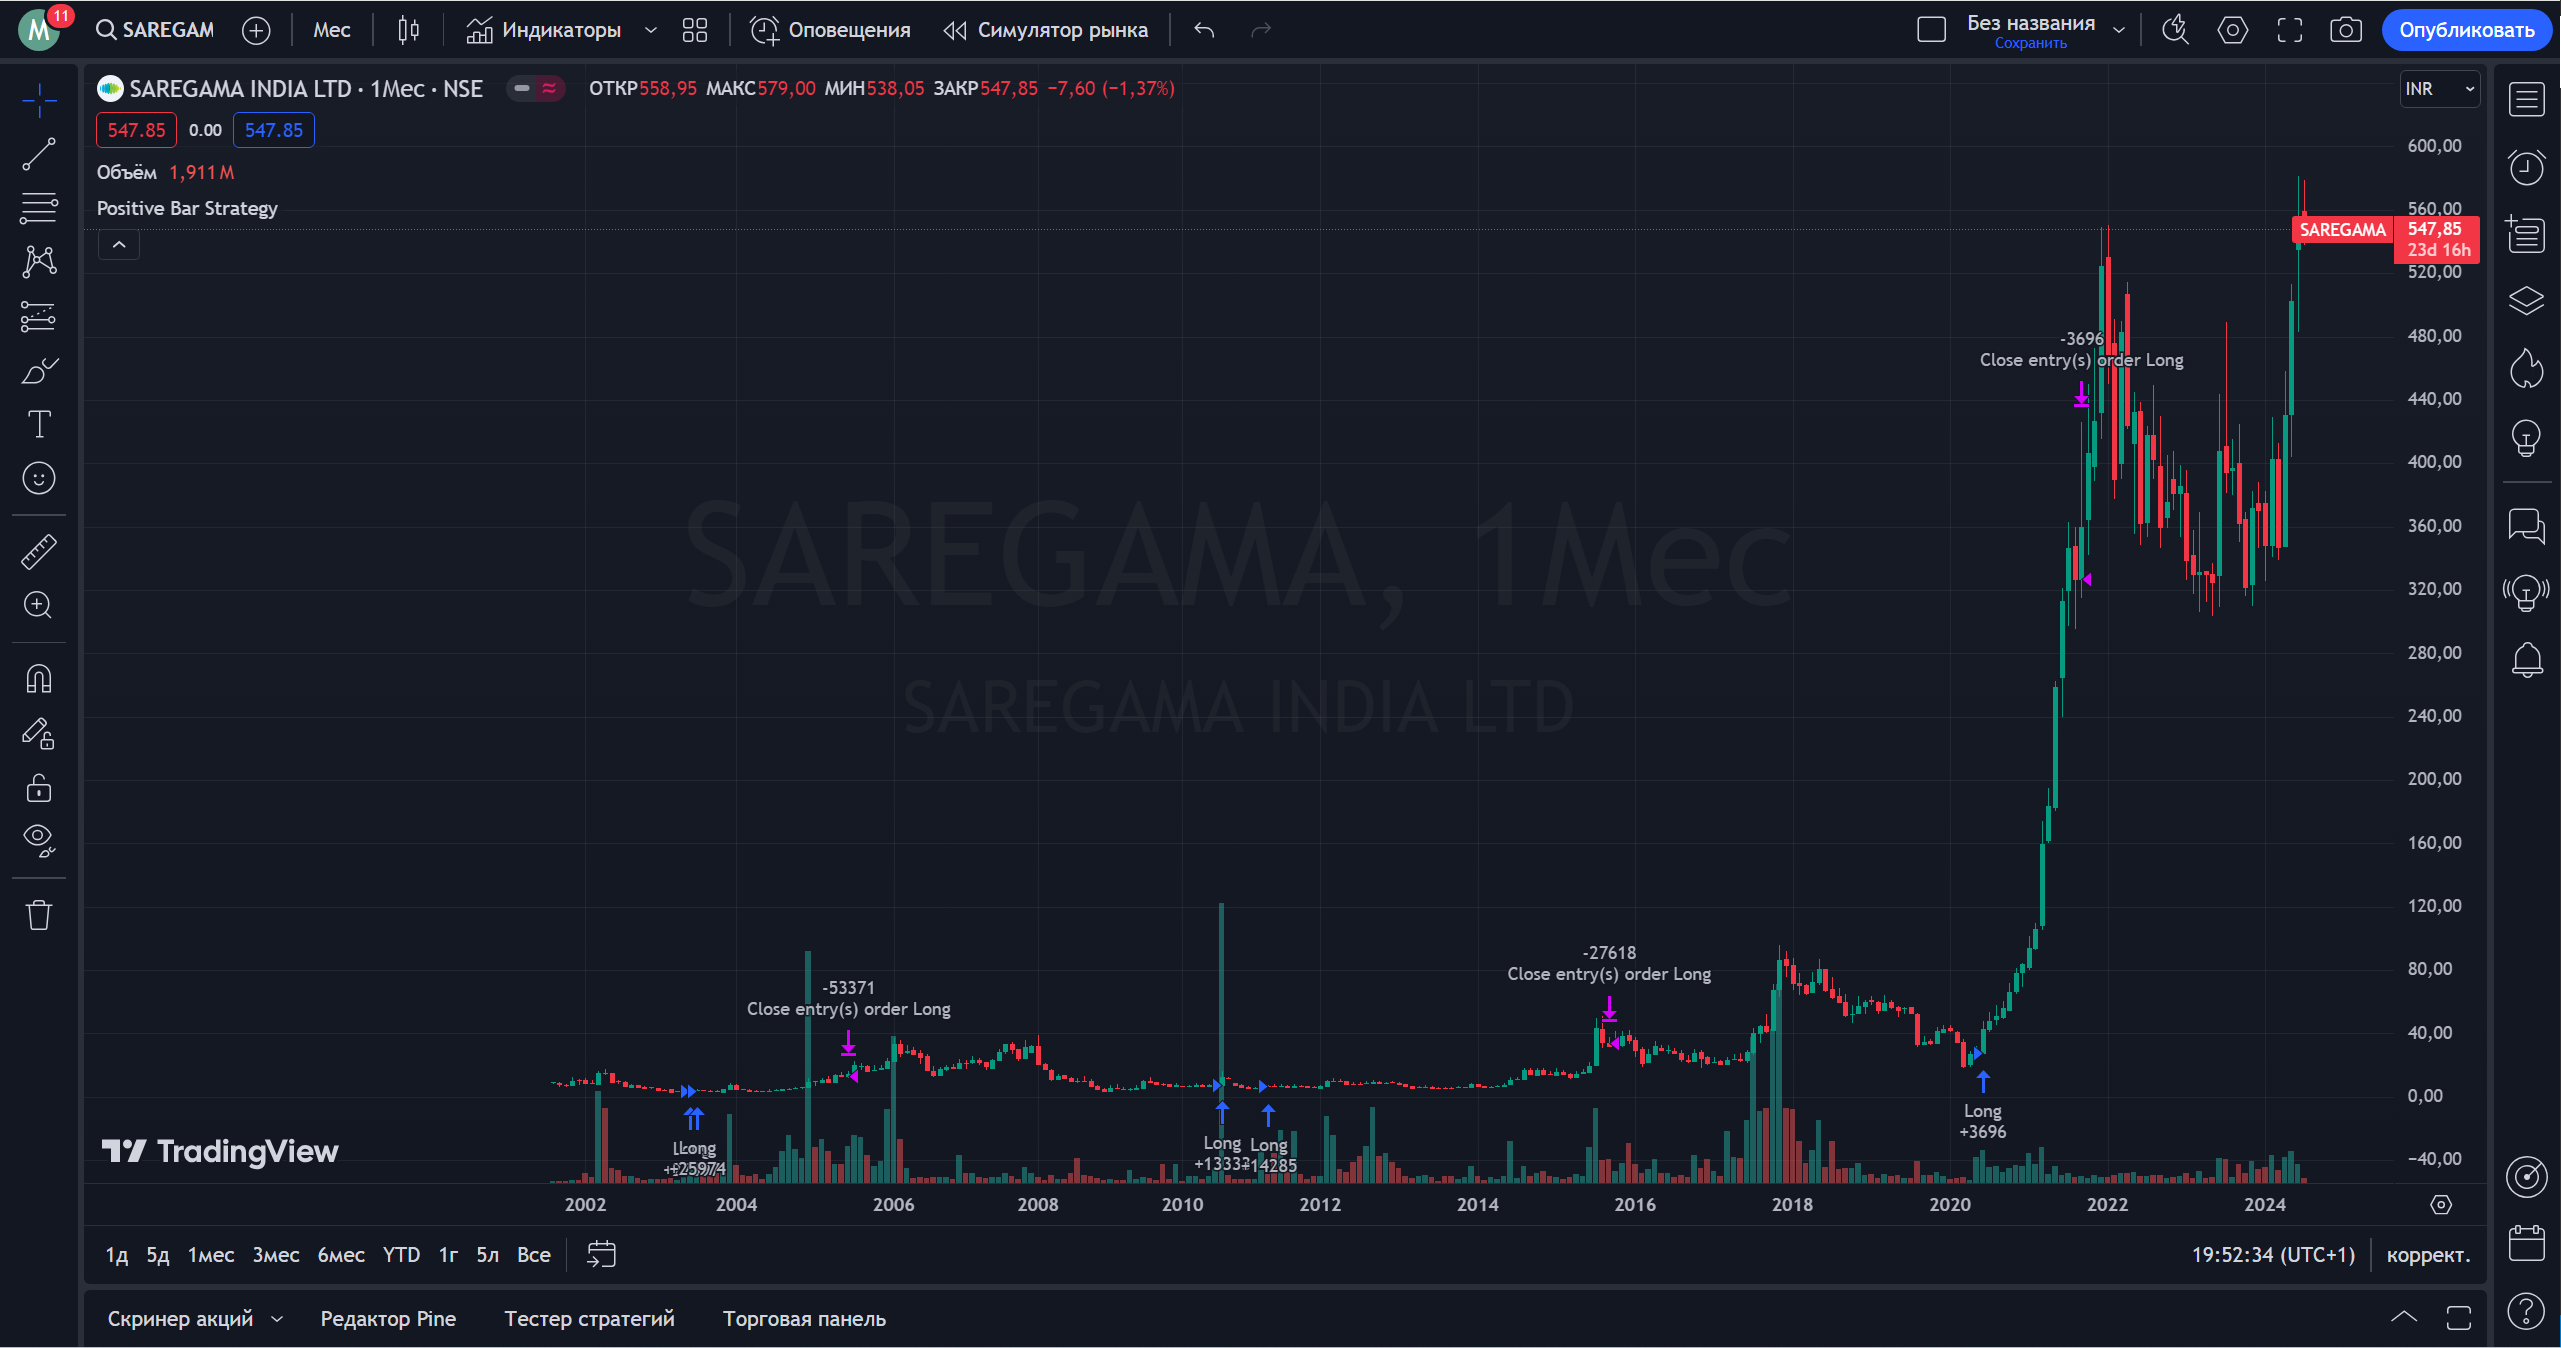 M 11 SAREGAM Мес Индикаторы Оповещения Симулятор рынка Без названия Сохранить Опубликовать
SAREGAMA INDIA LTD · 1Мес · NSE ОТКР558,95 МАКС579,00 МИН538,05 ЗАКР547,85 −7,60 (−1,37%) INR
547.85 0.00 547.85
Объём 1,911 M
Positive Bar Strategy
600,00
560,00
SAREGAMA 547,85
23d 16h
520,00
480,00
-3696
Close entry(s) order Long
440,00
400,00
SAREGAMA, 1Мес
360,00
320,00
280,00
SAREGAMA INDIA LTD
240,00
200,00
160,00
120,00
-27618
Close entry(s) order Long
80,00
-53371
Close entry(s) order Long
40,00
0,00
Long
+3696
TradingView
Long
+25974
Long
Long
+14285
−40,00
2002 2004 2006 2008 2010 2012 2014 2016 2018 2020 2022 2024
1д 5д 1мес 3мес 6мес YTD 1г 5л Все 19:52:34 (UTC+1) коррект.
Скринер акций Редактор Pine Тестер стратегий Торговая панель